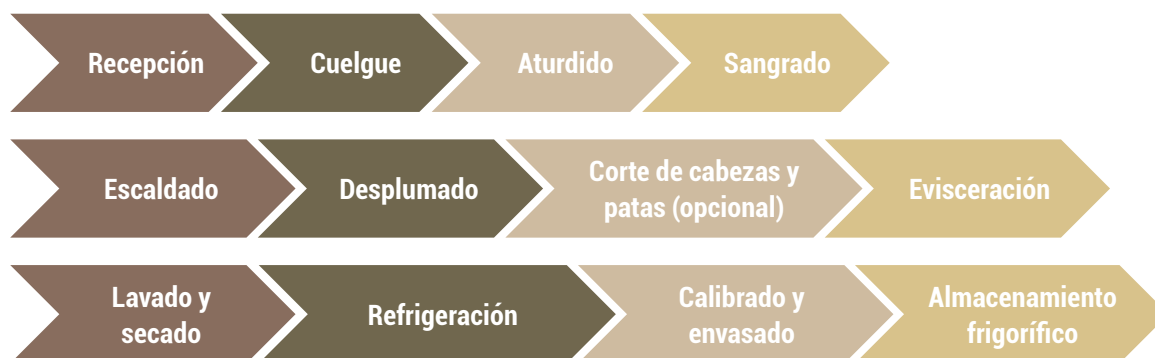 Recepción
Cuelgue
Aturdido
Sangrado
Escaldado
Desplumado
Corte de cabezas y
patas (opcional)
Evisceración
Lavado y
secado
Refrigeración
Calibrado y
envasado
Almacenamiento
frigorífico